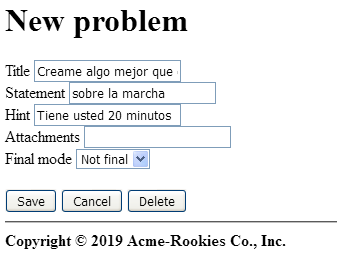 New problem
Title Creame algo mejor que
Statement sobre la marcha
Hint Tiene usted 20 minutos
Attachments
Final mode Not final
Save Cancel Delete
Copyright © 2019 Acme-Rookies Co., Inc.